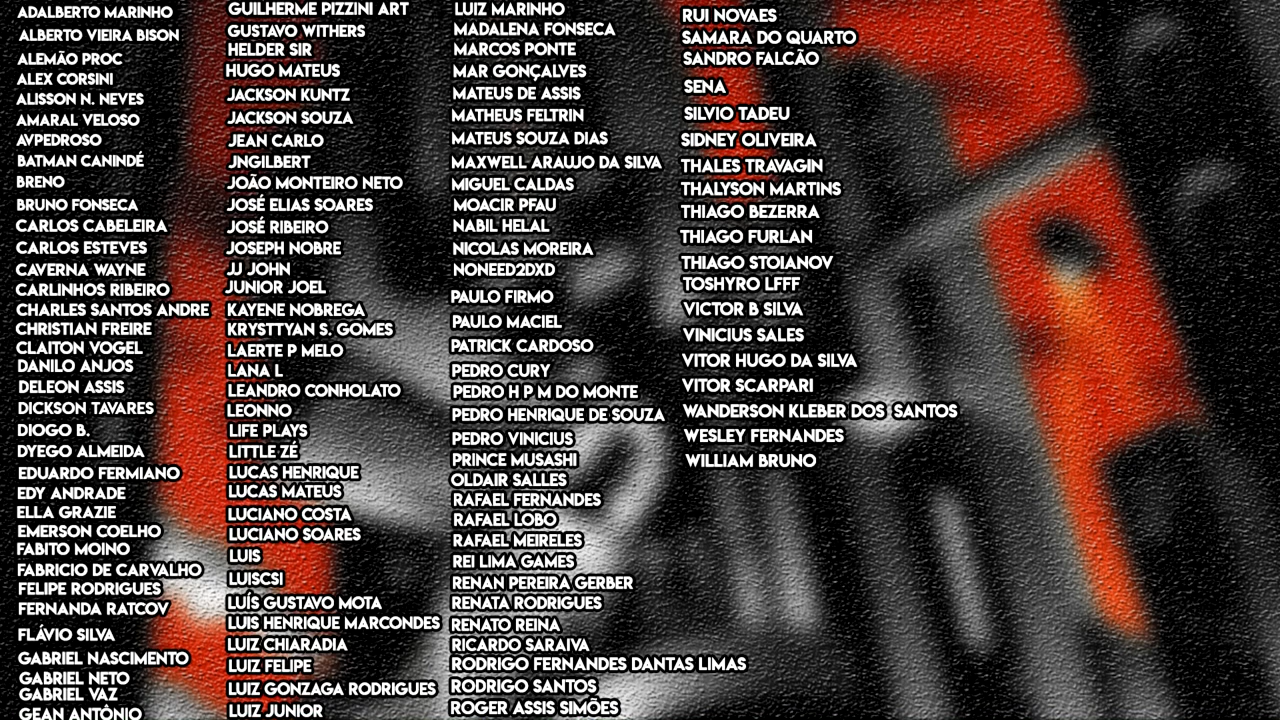 ADALBERTO MARINHO
ALBERTO VIEIRA BISON
ALEMÃO PROC
ALEX CORSINI
ALISSON N. NEVES
AMARAL VELOSO
AVPEDROSO
BATMAN CANINDÉ
BRENO
BRUNO FONSECA
CARLOS CABELEIRA
CARLOS ESTEVES
CAVERNA WAYNE
CARLINHOS RIBEIRO
CHARLES SANTOS ANDRE
CHRISTIAN FREIRE
CLAITON VOGEL
DANILO ANJOS
DELEON ASSIS
DICKSON TAVARES
DIOGO B.
DYEGO ALMEIDA
EDUARDO FERMIANO
EDY ANDRADE
ELLA GRAZIE
EMERSON COELHO
FABITO MOINO
FABRICIO DE CARVALHO
FELIPE RODRIGUES
FERNANDA RATCOV
FLÁVIO SILVA
GABRIEL NASCIMENTO
GABRIEL NETO
GABRIEL VAZ
GEAN ANTÔNIO
GUILHERME PIZZINI ART
GUSTAVO WITHERS
HELDER SIR
HUGO MATEUS
JACKSON KUNTZ
JACKSON SOUZA
JEAN CARLO
JNGILBERT
JOÃO MONTEIRO NETO
JOSÉ ELIAS SOARES
JOSÉ RIBEIRO
JOSEPH NOBRE
JJ JOHN
JUNIOR JOEL
KAYENE NOBREGA
KRYSTTYAN S. GOMES
LAERTE P MELO
LANA L
LEANDRO CONHOLATO
LEONNO
LIFE PLAYS
LITTLE ZÉ
LUCAS HENRIQUE
LUCAS MATEUS
LUCIANO COSTA
LUCIANO SOARES
LUIS
LUISCSI
LUÍS GUSTAVO MOTA
LUIS HENRIQUE MARCONDES
LUIZ CHIARADIA
LUIZ FELIPE
LUIZ GONZAGA RODRIGUES
LUIZ JUNIOR
LUIZ MARINHO
MADALENA FONSECA
MARCOS PONTE
MAR GONÇALVES
MATEUS DE ASSIS
MATHEUS FELTRIN
MATEUS SOUZA DIAS
MAXWELL ARAUJO DA SILVA
MIGUEL CALDAS
MOACIR PFAU
NABIL HELAL
NICOLAS MOREIRA
NONEED2DXD
PAULO FIRMO
PAULO MACIEL
PATRICK CARDOSO
PEDRO CURY
PEDRO H P M DO MONTE
PEDRO HENRIQUE DE SOUZA
PEDRO VINICIUS
PRINCE MUSASHI
OLDAIR SALLES
RAFAEL FERNANDES
RAFAEL LOBO
RAFAEL MEIRELES
REI LIMA GAMES
RENAN PEREIRA GERBER
RENATA RODRIGUES
RENATO REINA
RICARDO SARAIVA
RODRIGO FERNANDES DANTAS LIMAS
RODRIGO SANTOS
ROGER ASSIS SIMÕES
RUI NOVAES
SAMARA DO QUARTO
SANDRO FALCÃO
SENA
SILVIO TADEU
SIDNEY OLIVEIRA
THALES TRAVAGIN
THALYSON MARTINS
THIAGO BEZERRA
THIAGO FURLAN
THIAGO STOIANOV
TOSHYRO LFFF
VICTOR B SILVA
VINICIUS SALES
VITOR HUGO DA SILVA
VITOR SCARPARI
WANDERSON KLEBER DOS SANTOS
WESLEY FERNANDES
WILLIAM BRUNO